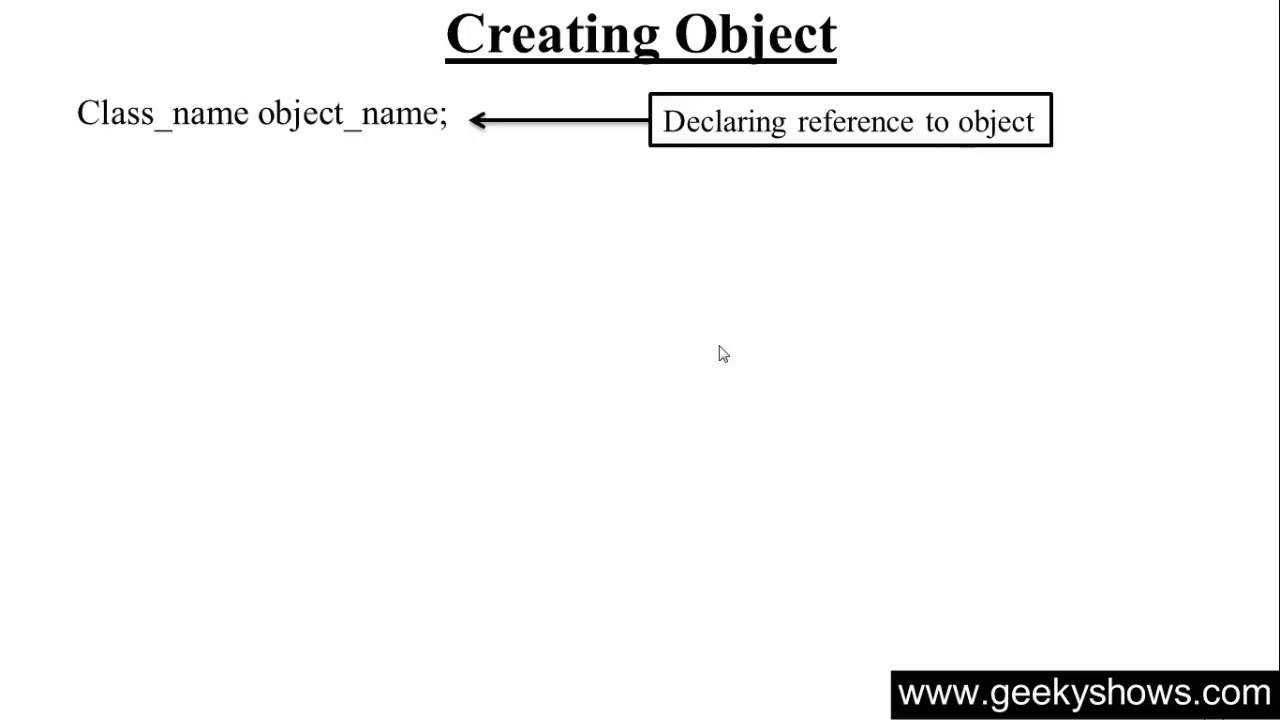 Creating Object
Class_name object_name;
Declaring reference to object
www.geekyshows.com